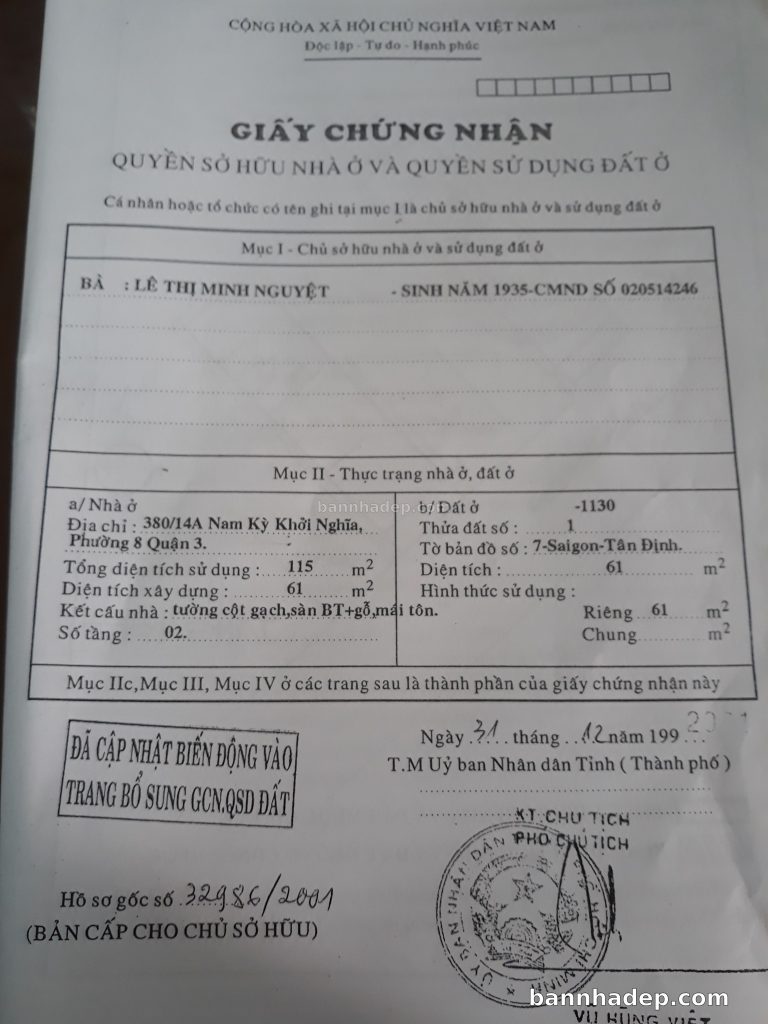 CỘNG HÒA XÃ HỘI CHỦ NGHĨA VIỆT NAM
Độc lập - Tự do - Hạnh phúc
GIẤY CHỨNG NHẬN
QUYỀN SỞ HỮU NHÀ Ở VÀ QUYỀN SỬ DỤNG ĐẤT Ở
Cá nhân hoặc tổ chức có tên ghi tại mục I là chủ sở hữu nhà ở và sử dụng đất ở
Mục I - Chủ sở hữu nhà ở và sử dụng đất ở
BÀ : LÊ THỊ MINH NGUYỆT - SINH NĂM 1935-CMND SỐ 020514246
Mục II - Thực trạng nhà ở, đất ở
a/ Nhà ở
Địa chỉ : 380/14A Nam Kỳ Khởi Nghĩa,
Phường 8 Quận 3.
Tổng diện tích sử dụng : 115 m2
Diện tích xây dựng : 61 m2
Kết cấu nhà : tường cột gạch,sàn BT+gỗ,mái tôn.
Số tầng : 02.
b/ Đất ở -1130
Thửa đất số : 1
Tờ bản đồ số : 7-Saigon-Tân Định.
Diện tích : 61 m2
Hình thức sử dụng :
Riêng 61 m2
Chung m2
Mục IIc,Mục III, Mục IV ở các trang sau là thành phần của giấy chứng nhận này
ĐÃ CẬP NHẬT BIẾN ĐỘNG VÀO
TRANG BỔ SUNG GCN.QSD ĐẤT
Ngày 31 tháng 12 năm 199 2001
T.M Uỷ ban Nhân dân Tỉnh ( Thành phố )
KT.CHỦ TỊCH
PHÓ CHỦ TỊCH
Hồ sơ gốc số 32986/2001
(BẢN CẤP CHO CHỦ SỞ HỮU)
ỦY BAN NHÂN DÂN
VŨ HÙNG VIỆT
bannhadep.com